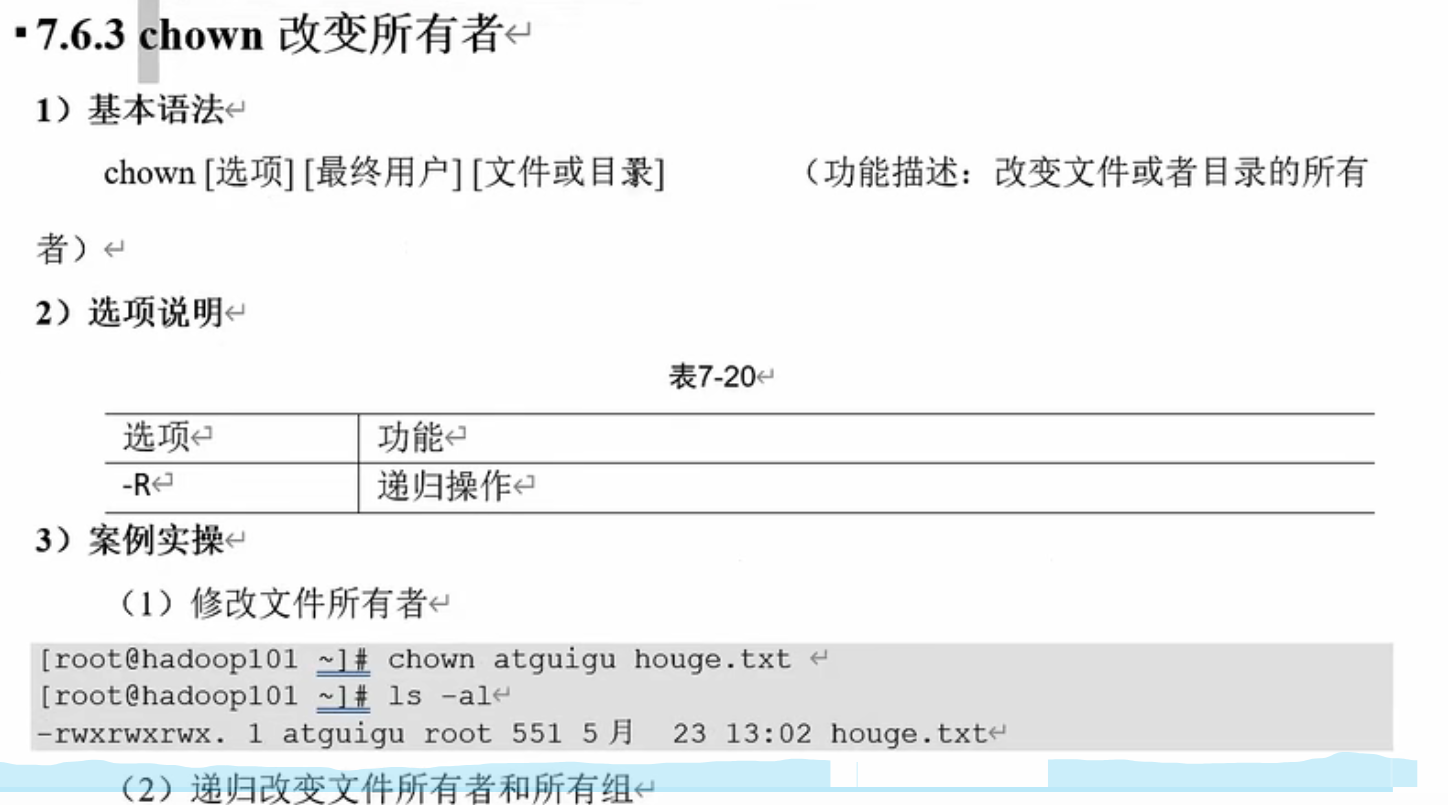 ▪7.6.3 chown 改变所有者↵
1）基本语法↵
chown [选项] [最终用户] [文件或目录] （功能描述：改变文件或者目录的所有
者）↵
2）选项说明↵
表7-20↵
选项↵ 功能↵
-R↵ 递归操作↵
3）案例实操↵
（1）修改文件所有者↵
[root@hadoop101 ~]# chown atguigu houge.txt ↵
[root@hadoop101 ~]# ls -al↵
-rwxrwxrwx. 1 atguigu root 551 5月 23 13:02 houge.txt↵
（2）递归改变文件所有者和所有组↵